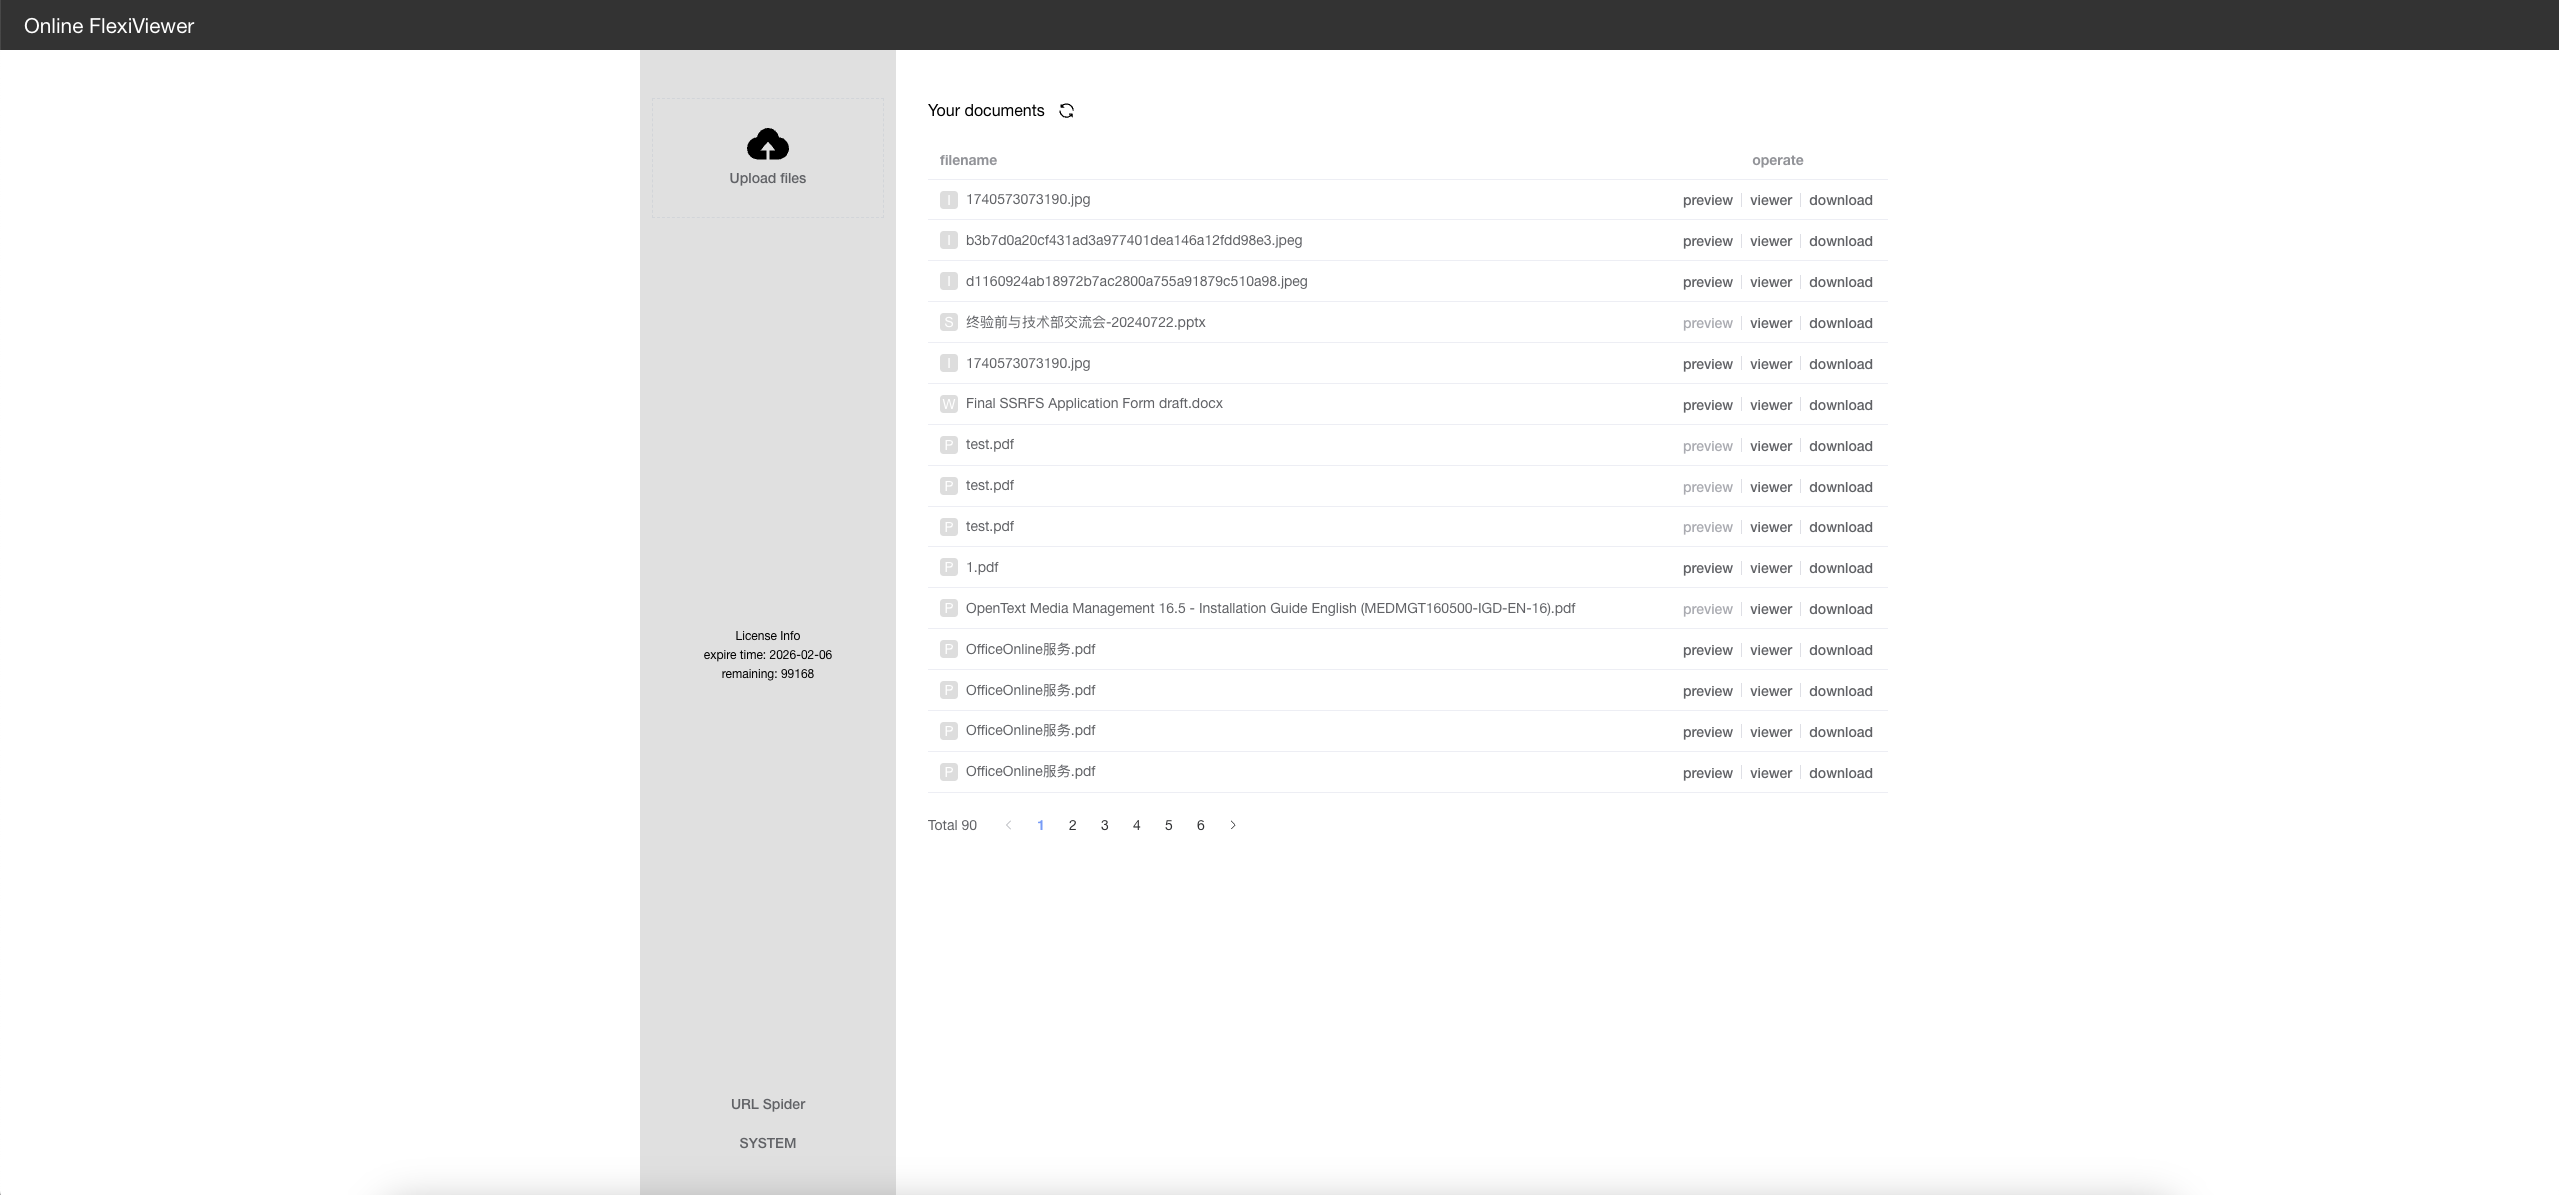 Online FlexiViewer
Upload files
License Info
expire time: 2026-02-06
remaining: 99168
URL Spider
SYSTEM
Your documents
filename operate
I 1740573073190.jpg preview viewer download
I b3b7d0a20cf431ad3a977401dea146a12fdd98e3.jpeg preview viewer download
I d1160924ab18972b7ac2800a755a91879c510a98.jpeg preview viewer download
S 终验前与技术部交流会-20240722.pptx preview viewer download
I 1740573073190.jpg preview viewer download
W Final SSRFS Application Form draft.docx preview viewer download
P test.pdf preview viewer download
P test.pdf preview viewer download
P test.pdf preview viewer download
P 1.pdf preview viewer download
P OpenText Media Management 16.5 - Installation Guide English (MEDMGT160500-IGD-EN-16).pdf preview viewer download
P OfficeOnline服务.pdf preview viewer download
P OfficeOnline服务.pdf preview viewer download
P OfficeOnline服务.pdf preview viewer download
P OfficeOnline服务.pdf preview viewer download
Total 90 < 1 2 3 4 5 6 >